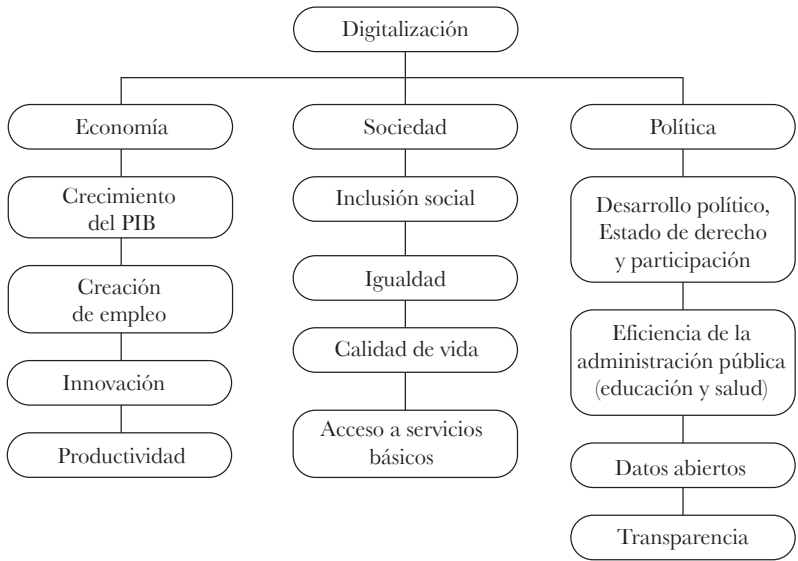 Digitalización
Economía
Crecimiento
del PIB
Creación
de empleo
Innovación
Productividad
Sociedad
Inclusión social
Igualdad
Calidad de vida
Acceso a servicios
básicos
Política
Desarrollo político,
Estado de derecho
y participación
Eficiencia de la
administración pública
(educación y salud)
Datos abiertos
Transparencia